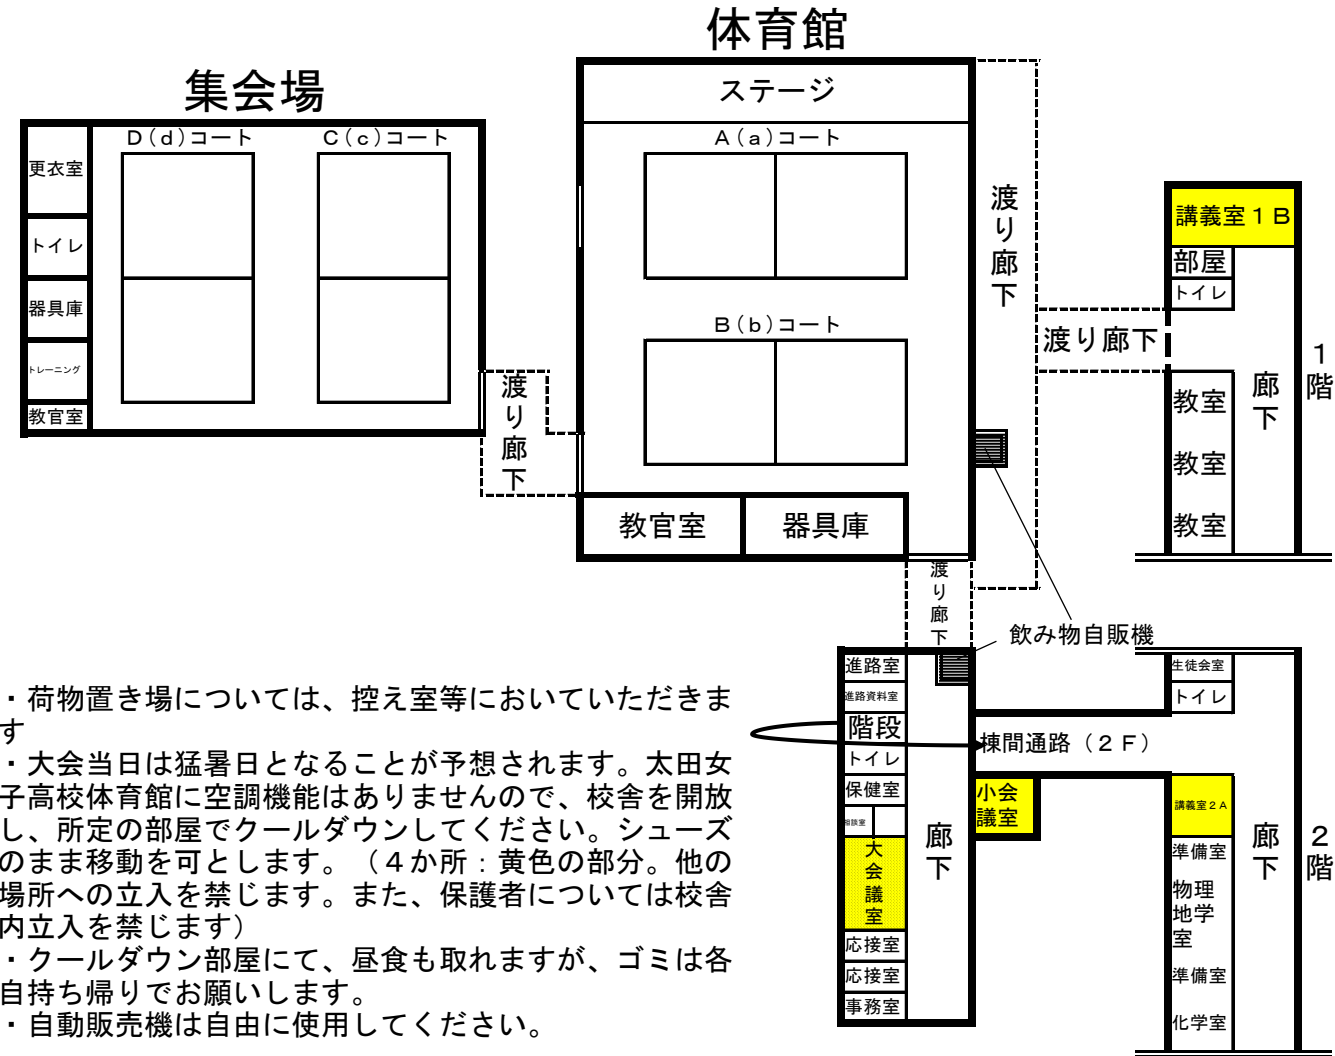 体育館
集会場
ステージ
D(d)コート
C(c)コート
A(a)コート
更衣室
トイレ
器具庫
トレーニング
教官室
B(b)コート
渡り廊下
教官室
器具庫
渡り廊下
渡り廊下
渡り廊下
講義室1B
部屋
トイレ
教室
教室
教室
廊下
1階
飲み物自販機
進路室
進路資料室
階段
トイレ
保健室
相談室
大会議室
応接室
応接室
事務室
廊下
棟間通路(2F)
小会
議室
生徒会室
トイレ
講義室2A
準備室
物理
地学
室
準備室
化学室
廊下
2階
・荷物置き場については、控え室等においていただきま
す
・大会当日は猛暑日となることが予想されます。太田女
子高校体育館に空調機能はありませんので、校舎を開放
し、所定の部屋でクールダウンしてください。シューズ
のまま移動を可とします。(4か所:黄色の部分。他の
場所への立入を禁じます。また、保護者については校舎
内立入を禁じます)
・クールダウン部屋にて、昼食も取れますが、ゴミは各
自持ち帰りでお願いします。
・自動販売機は自由に使用してください。